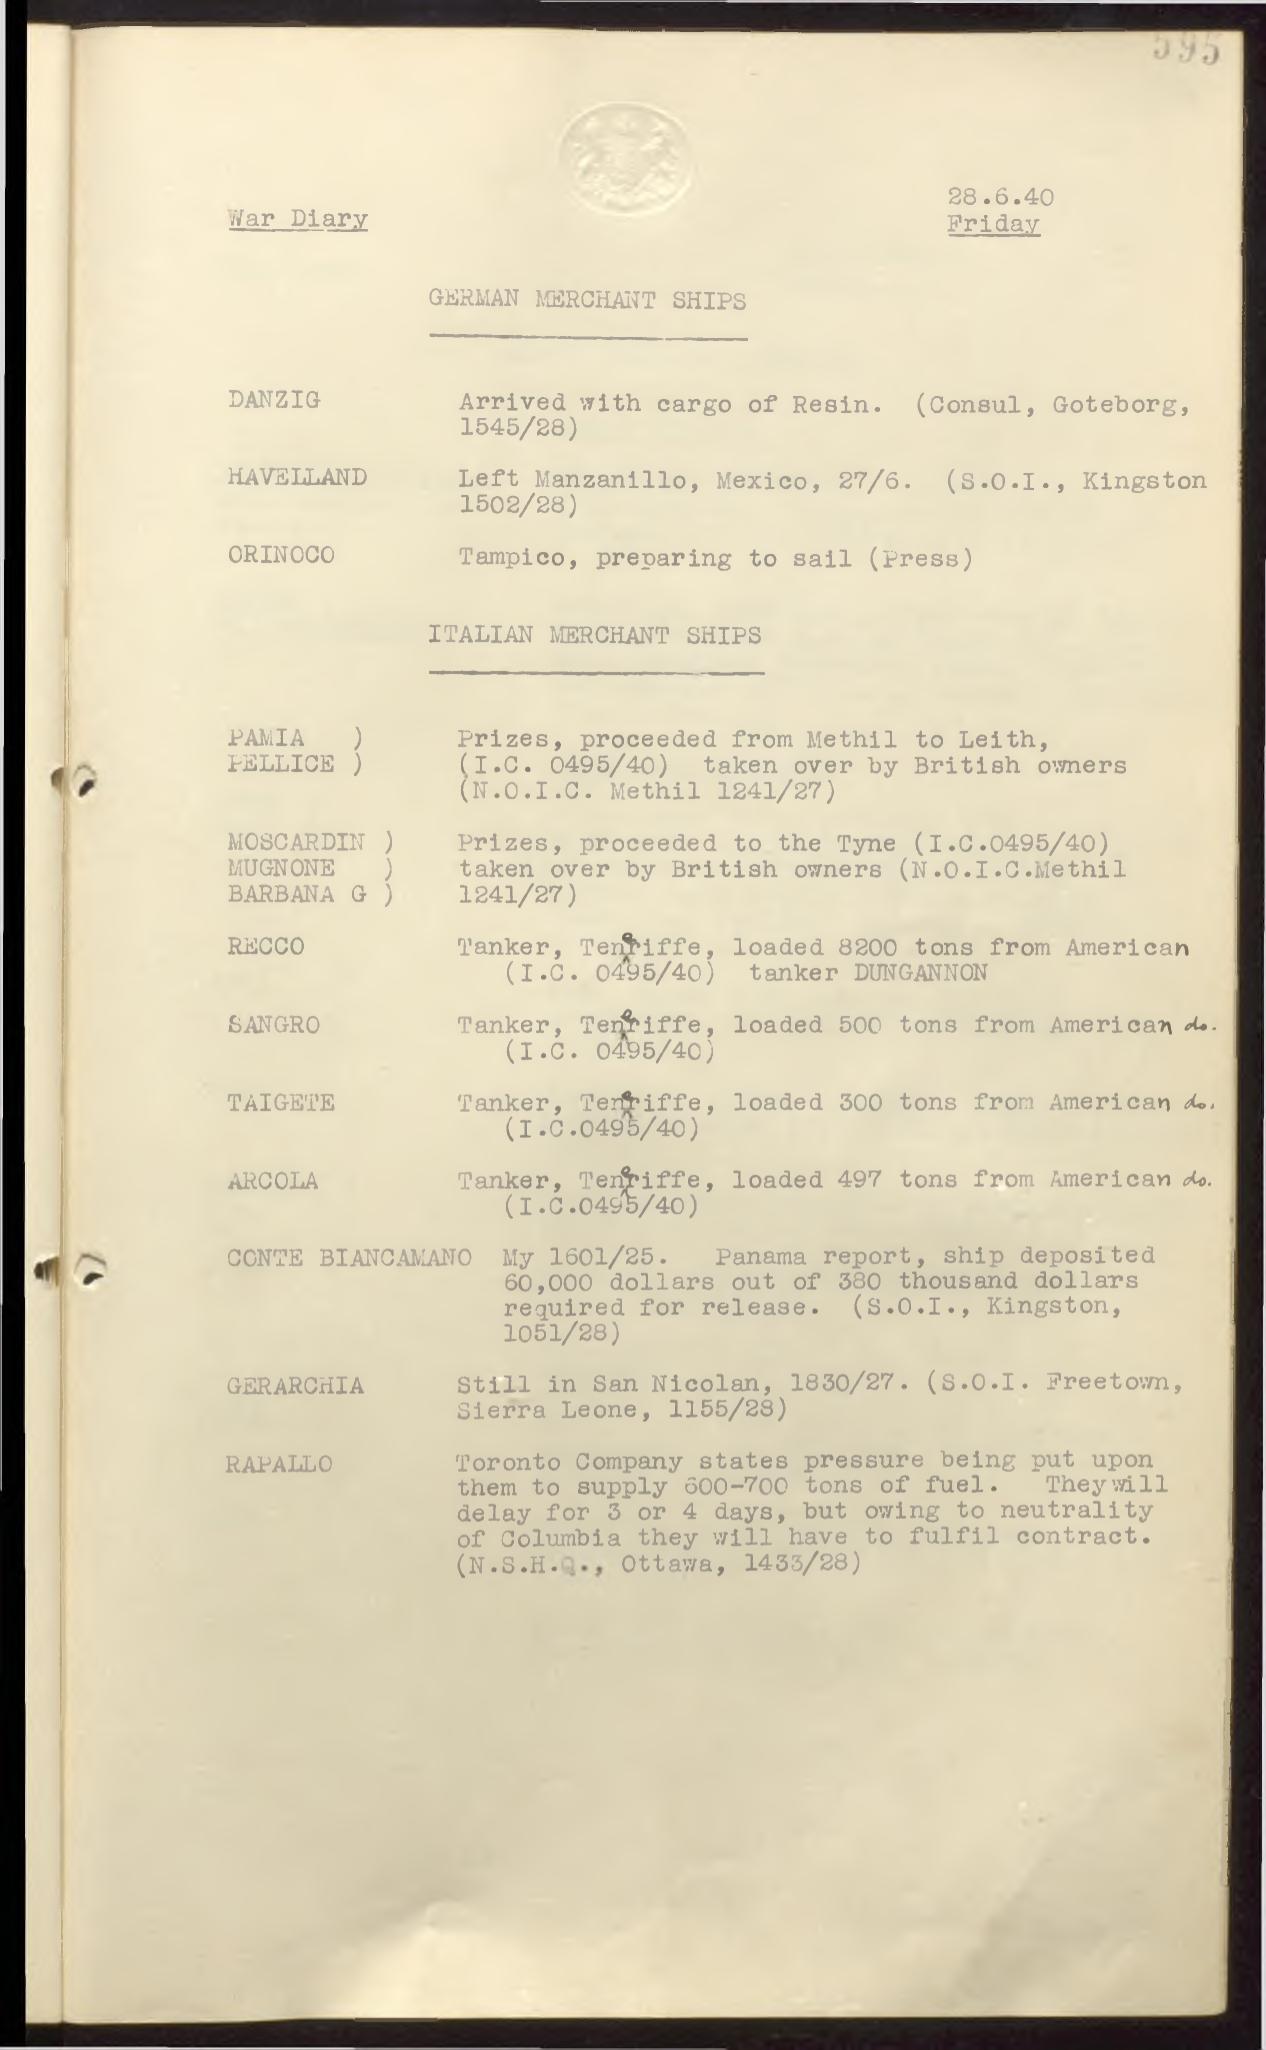 595
28.6.40
War Diary
Friday
GERMAN MERCHANT SHIPS
DANZIG Arrived with cargo of Resin. (Consul, Goteborg,
1545/28)
HAVELLAND Left Manzanillo, Mexico, 27/6. (S.O.I., Kingston
1502/28)
ORINOCO Tampico, preparing to sail (Press)
ITALIAN MERCHANT SHIPS
PAMIA ) Prizes, proceeded from Methil to Leith,
PELLICE ) (I.C. 0495/40) taken over by British owners
(N.O.I.C. Methil 1241/27)
MOSCARDIN ) Prizes, proceeded to the Tyne (I.C.0495/40)
MUGNONE ) taken over by British owners (N.O.I.C.Methil
BARBANA G ) 1241/27)
RECCO Tanker, Teneriffe, loaded 8200 tons from American
(I.C. 0495/40) tanker DUNGANNON
SANGRO Tanker, Teneriffe, loaded 500 tons from American do.
(I.C. 0495/40)
TAIGETE Tanker, Teneriffe, loaded 300 tons from American do.
(I.C.0495/40)
ARCOLA Tanker, Teneriffe, loaded 497 tons from American do.
(I.C.0495/40)
CONTE BIANCAMANO My 1601/25. Panama report, ship deposited
60,000 dollars out of 380 thousand dollars
required for release. (S.O.I., Kingston,
1051/28)
GERARCHIA Still in San Nicolan, 1830/27. (S.O.I. Freetown,
Sierra Leone, 1155/28)
RAPALLO Toronto Company states pressure being put upon
them to supply 600-700 tons of fuel. They will
delay for 3 or 4 days, but owing to neutrality
of Columbia they will have to fulfil contract.
(N.S.H.Q., Ottawa, 1433/28)